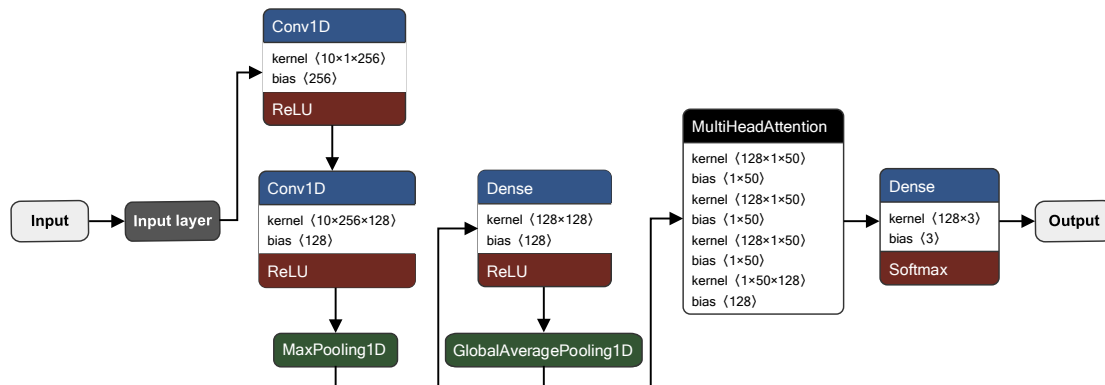 Input
Input layer
Conv1D
kernel ⟨10×1×256⟩
bias ⟨256⟩
ReLU
Conv1D
kernel ⟨10×256×128⟩
bias ⟨128⟩
ReLU
MaxPooling1D
Dense
kernel ⟨128×128⟩
bias ⟨128⟩
ReLU
GlobalAveragePooling1D
MultiHeadAttention
kernel ⟨128×1×50⟩
bias ⟨1×50⟩
kernel ⟨128×1×50⟩
bias ⟨1×50⟩
kernel ⟨128×1×50⟩
bias ⟨1×50⟩
kernel ⟨1×50×128⟩
bias ⟨128⟩
Dense
kernel ⟨128×3⟩
bias ⟨3⟩
Softmax
Output